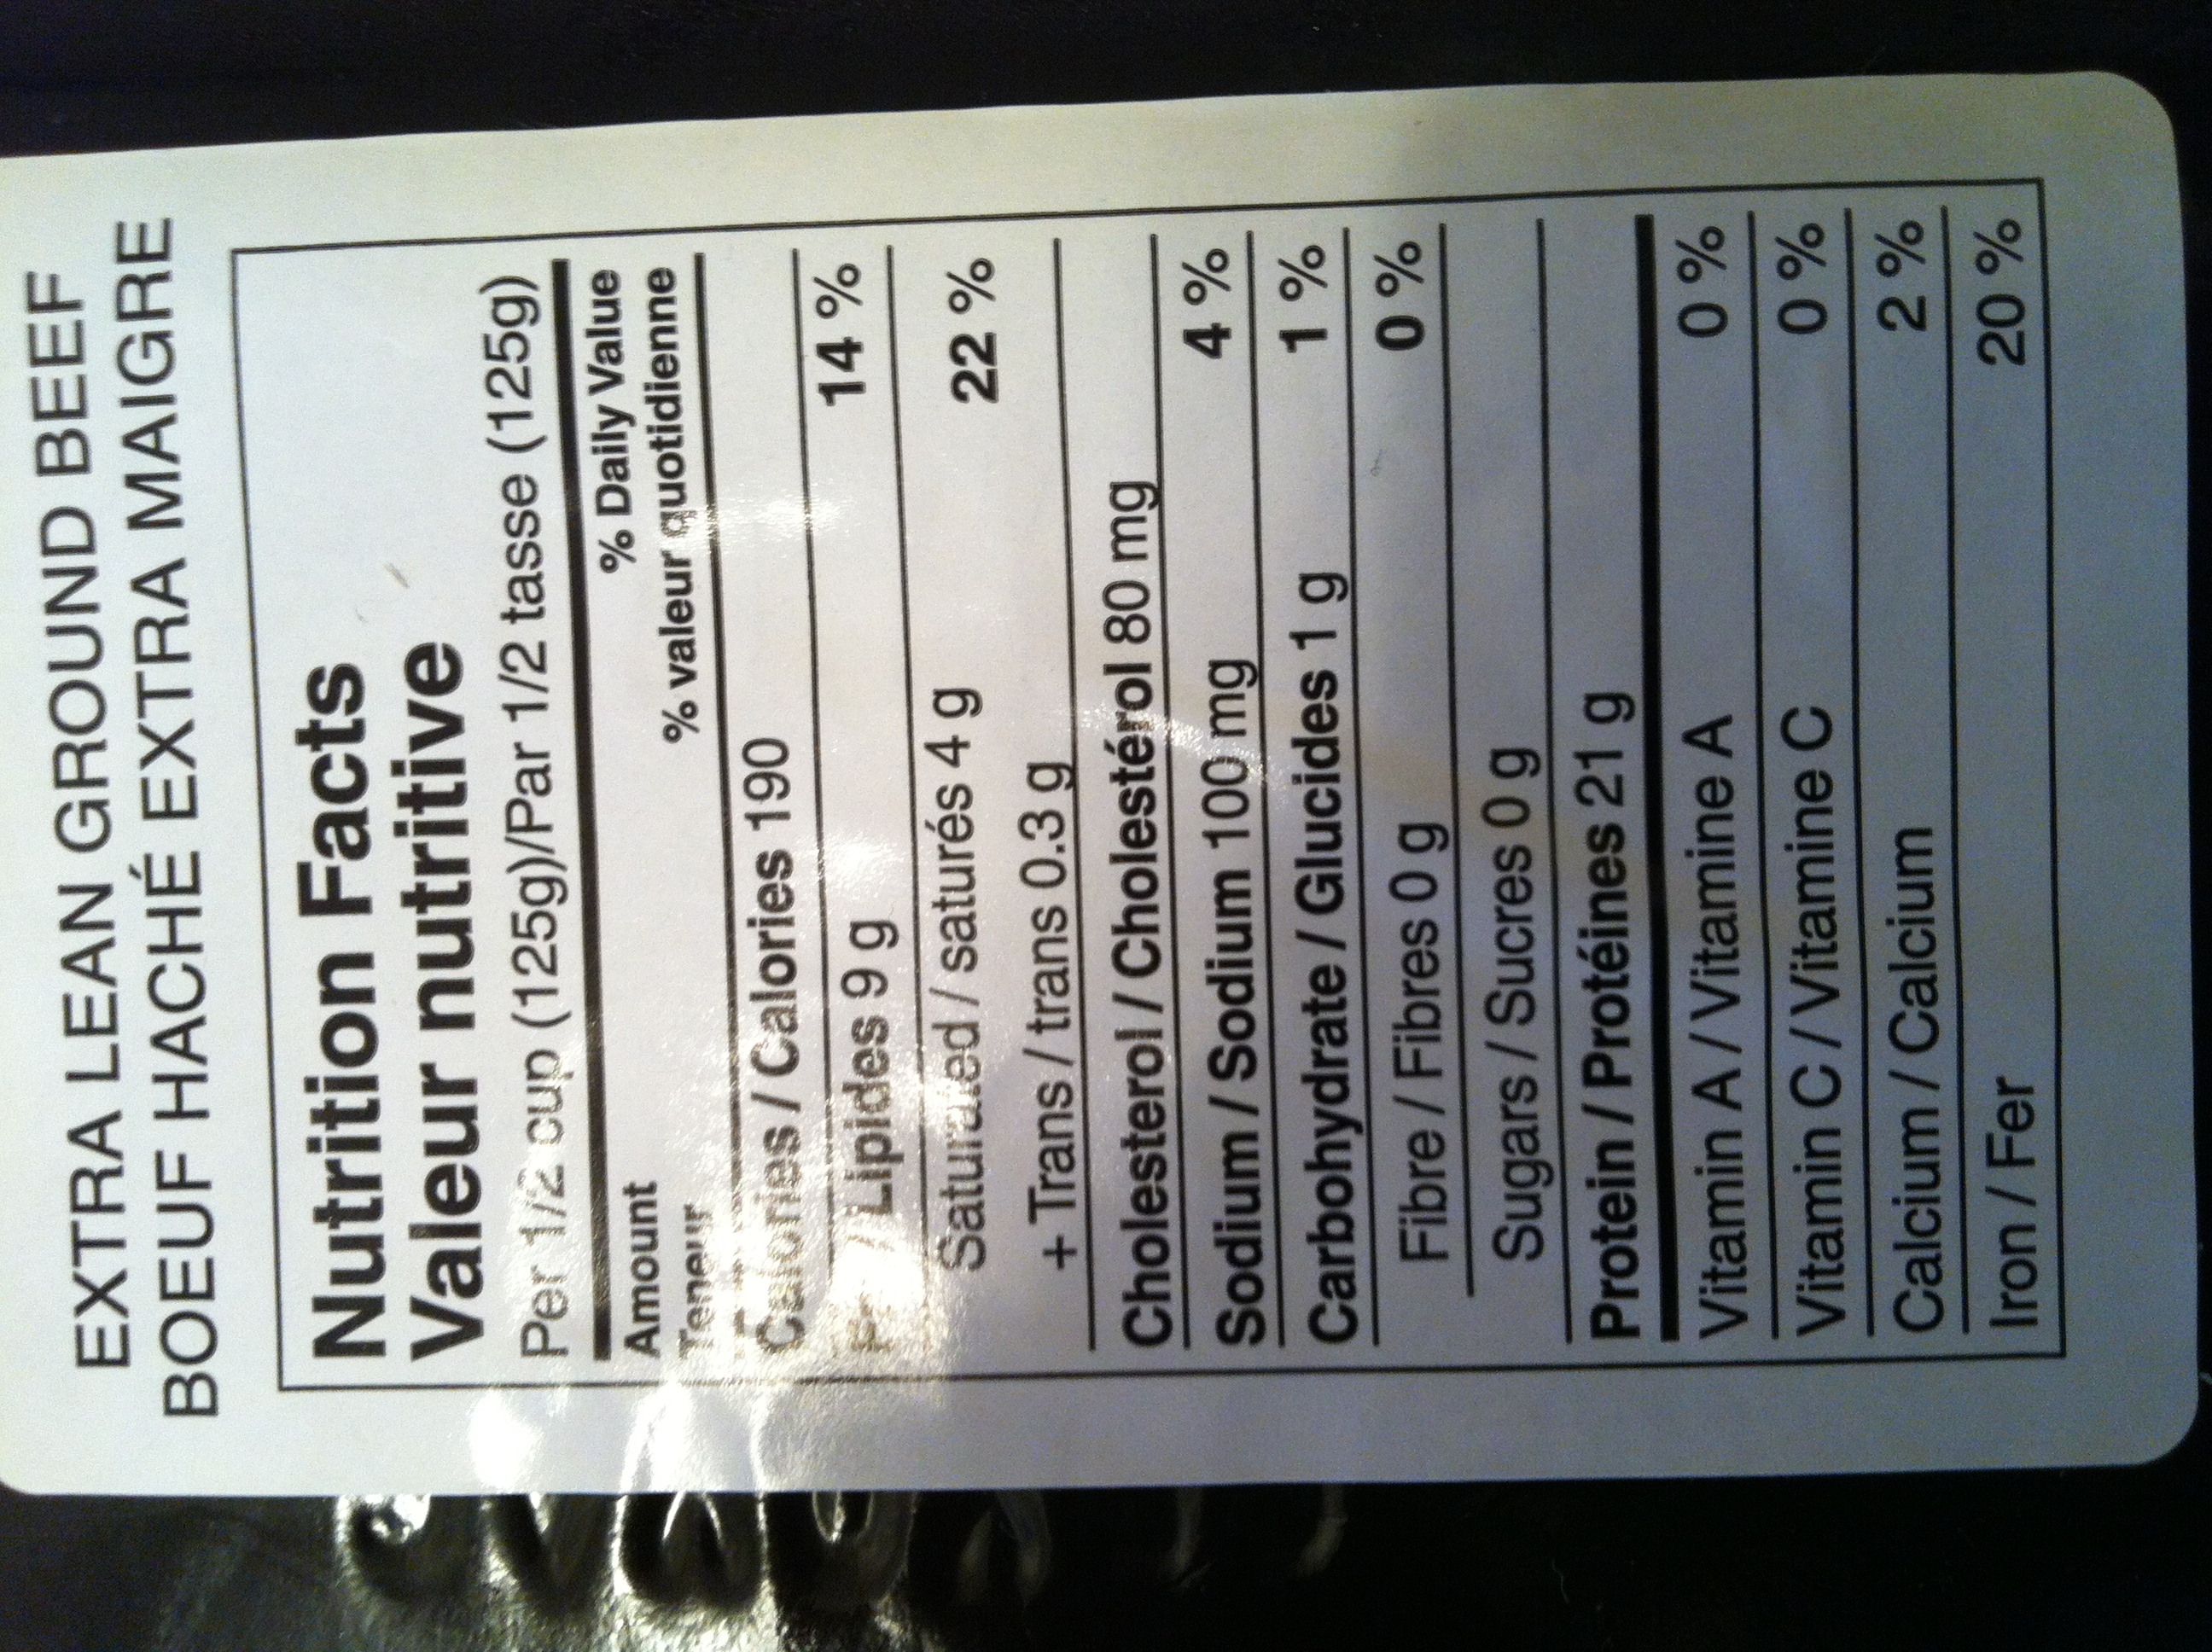 EXTRA LEAN GROUND BEEF
BOEUF HACHÉ EXTRA MAIGRE
Nutrition Facts
Valeur nutritive
Per 1/2 cup (125g)/Par 1/2 tasse (125g)
Amount % Daily Value
Teneur % valeur quotidienne
Calories / Calories 190
/ Lipides 9 g 14 %
Saturated / saturés 4 g 22 %
+ Trans / trans 0.3 g
Cholesterol / Cholestérol 80 mg
Sodium / Sodium 100 mg 4 %
Carbohydrate / Glucides 1 g 1 %
Fibre / Fibres 0 g 0 %
Sugars / Sucres 0 g
Protein / Protéines 21 g
Vitamin A / Vitamine A 0 %
Vitamin C / Vitamine C 0 %
Calcium / Calcium 2 %
Iron / Fer 20 %